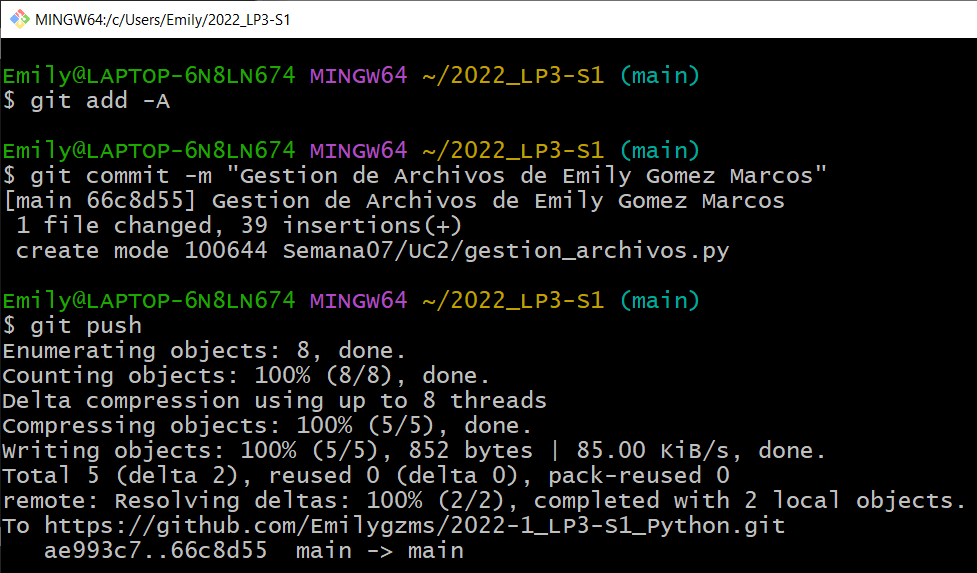 MINGW64:/c/Users/Emily/2022_LP3-S1
Emily@LAPTOP-6N8LN674 MINGW64 ~/2022_LP3-S1 (main)
$ git add -A
Emily@LAPTOP-6N8LN674 MINGW64 ~/2022_LP3-S1 (main)
$ git commit -m "Gestion de Archivos de Emily Gomez Marcos"
[main 66c8d55] Gestion de Archivos de Emily Gomez Marcos
 1 file changed, 39 insertions(+)
 create mode 100644 Semana07/UC2/gestion_archivos.py
Emily@LAPTOP-6N8LN674 MINGW64 ~/2022_LP3-S1 (main)
$ git push
Enumerating objects: 8, done.
Counting objects: 100% (8/8), done.
Delta compression using up to 8 threads
Compressing objects: 100% (5/5), done.
Writing objects: 100% (5/5), 852 bytes | 85.00 KiB/s, done.
Total 5 (delta 2), reused 0 (delta 0), pack-reused 0
remote: Resolving deltas: 100% (2/2), completed with 2 local objects.
To https://github.com/Emilygzms/2022-1_LP3-S1_Python.git
   ae993c7..66c8d55  main -> main